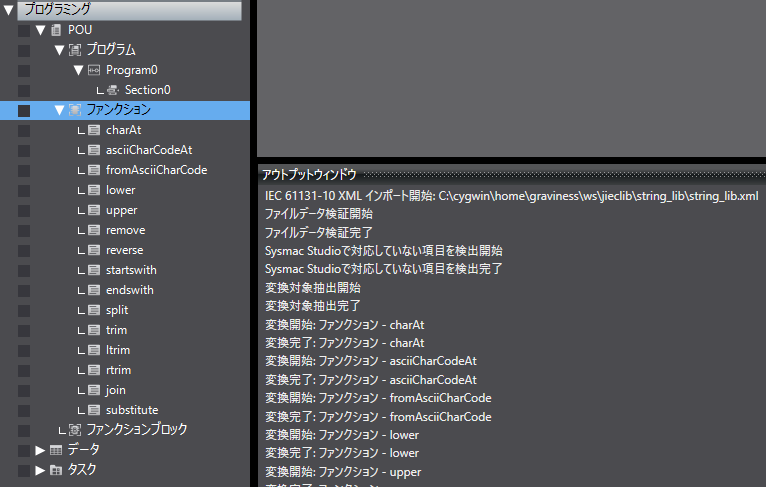 プログラミング
POU
プログラム
Program0
Section0
ファンクション
charAt
asciiCharCodeAt
fromAsciiCharCode
lower
upper
remove
reverse
startswith
endswith
split
trim
ltrim
rtrim
join
substitute
ファンクションブロック
データ
タスク
アウトプットウィンドウ
IEC 61131-10 XML インポート開始: C:\cygwin\home\graviness\ws\jieclib\string_lib\string_lib.xml
ファイルデータ検証開始
ファイルデータ検証完了
Sysmac Studioで対応していない項目を検出開始
Sysmac Studioで対応していない項目を検出完了
変換対象抽出開始
変換対象抽出完了
変換開始: ファンクション - charAt
変換完了: ファンクション - charAt
変換開始: ファンクション - asciiCharCodeAt
変換完了: ファンクション - asciiCharCodeAt
変換開始: ファンクション - fromAsciiCharCode
変換完了: ファンクション - fromAsciiCharCode
変換開始: ファンクション - lower
変換完了: ファンクション - lower
変換開始: ファンクション - upper